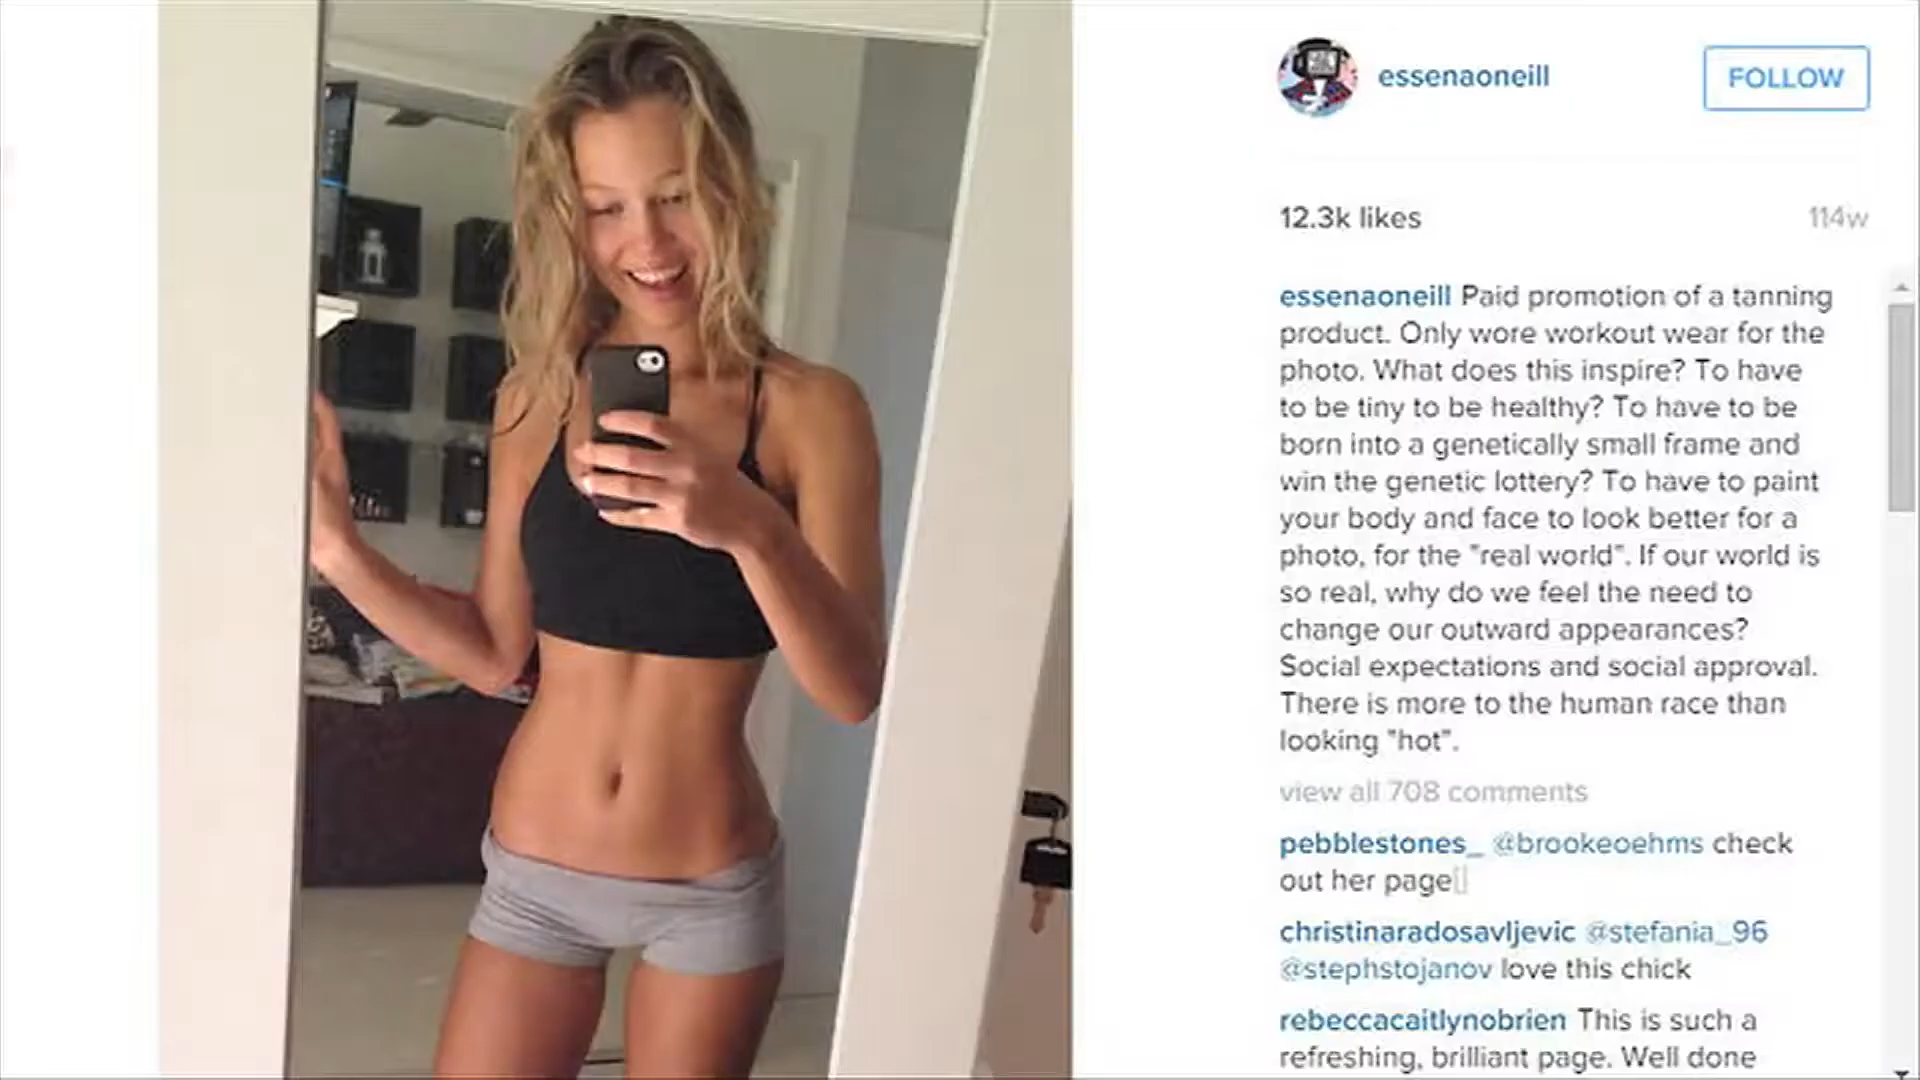 essenaoneill
FOLLOW
12.3k likes
114w
essenaoneill Paid promotion of a tanning
product. Only wore workout wear for the
photo. What does this inspire? To have
to be tiny to be healthy? To have to be
born into a genetically small frame and
win the genetic lottery? To have to paint
your body and face to look better for a
photo, for the "real world". If our world is
so real, why do we feel the need to
change our outward appearances?
Social expectations and social approval.
There is more to the human race than
looking "hot".
view all 708 comments
pebblestones_ @brookeoehms check
out her page
christinaradosavljevic @stefania_96
@stephstojanov love this chick
rebeccacaitlynobrien This is such a
refreshing, brilliant page. Well done